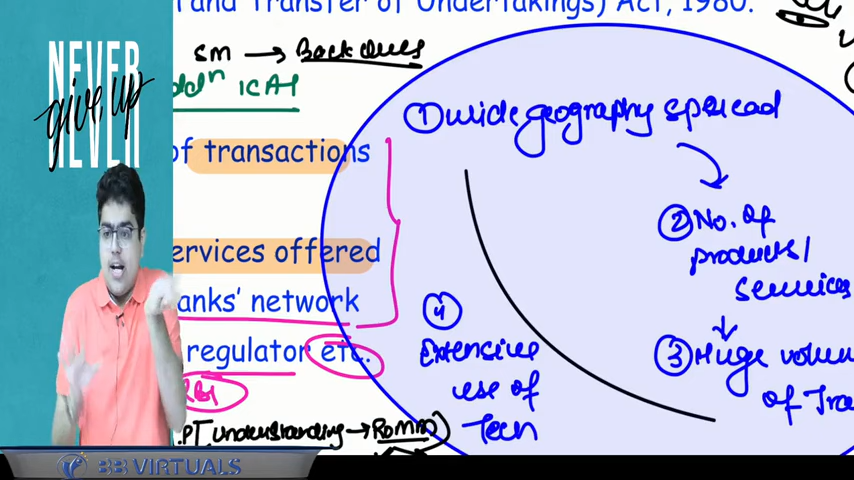 and Transfer of Undertakings) Act, 1980.
SM → Back dues
ICAI
NEVER
give up
NEVER
of transactions
ervices offered
anks' network
regulator etc.
RBI
PT understanding → ROMM)
① wide geography spread
② No. of
products/
services
③ Huge volum
of Tra
④
Extensive
use of
Tech
BB VIRTUALS